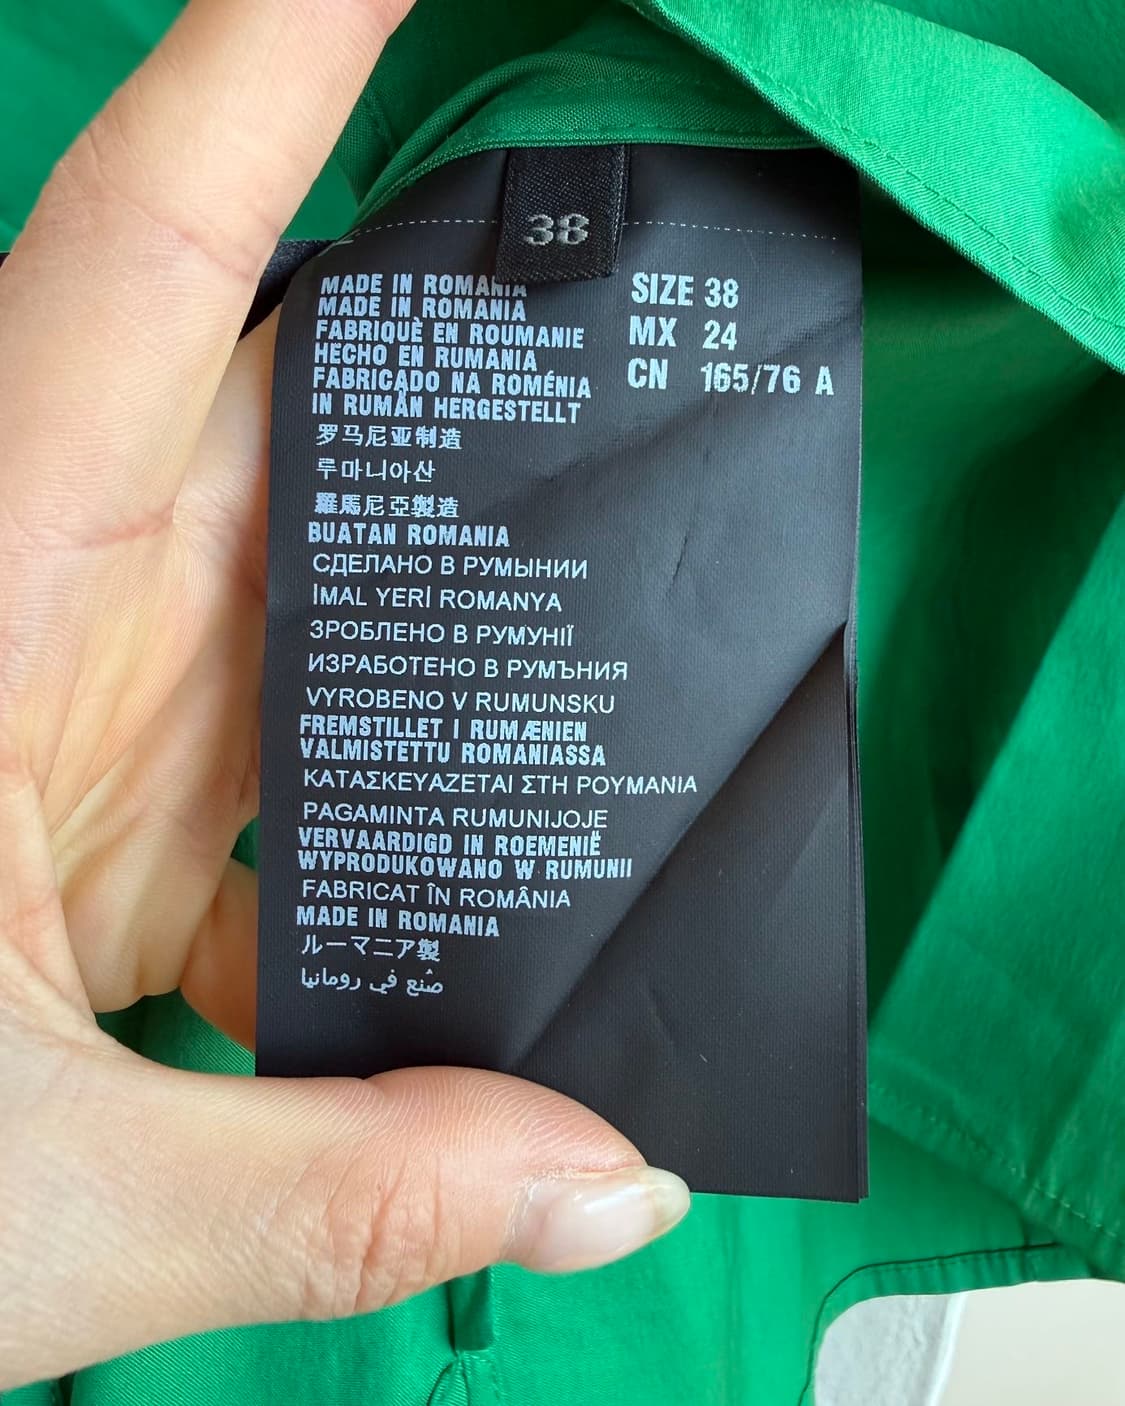 38
MADE IN ROMANIA
MADE IN ROMANIA
FABRIQUÈ EN ROUMANIE
HECHO EN RUMANIA
FABRICADO NA ROMÉNIA
IN RUMÄN HERGESTELLT
罗马尼亚制造
루마니아산
羅馬尼亞製造
BUATAN ROMANIA
СДЕЛАНО В РУМЫНИИ
İMAL YERİ ROMANYA
ЗРОБЛЕНО В РУМУНІЇ
ИЗРАБОТЕНО В РУМЪНИЯ
VYROBENO V RUMUNSKU
FREMSTILLET I RUMÆNIEN
VALMISTETTU ROMANIASSA
ΚΑΤΑΣΚΕΥΑΖΕΤΑΙ ΣΤΗ ΡΟΥΜΑΝΙΑ
PAGAMINTA RUMUNIJOJE
VERVAARDIGD IN ROEMENIË
WYPRODUKOWANO W RUMUNII
FABRICAT ÎN ROMÂNIA
MADE IN ROMANIA
ルーマニア製
صُنع في رومانيا
SIZE 38
MX 24
CN 165/76 A